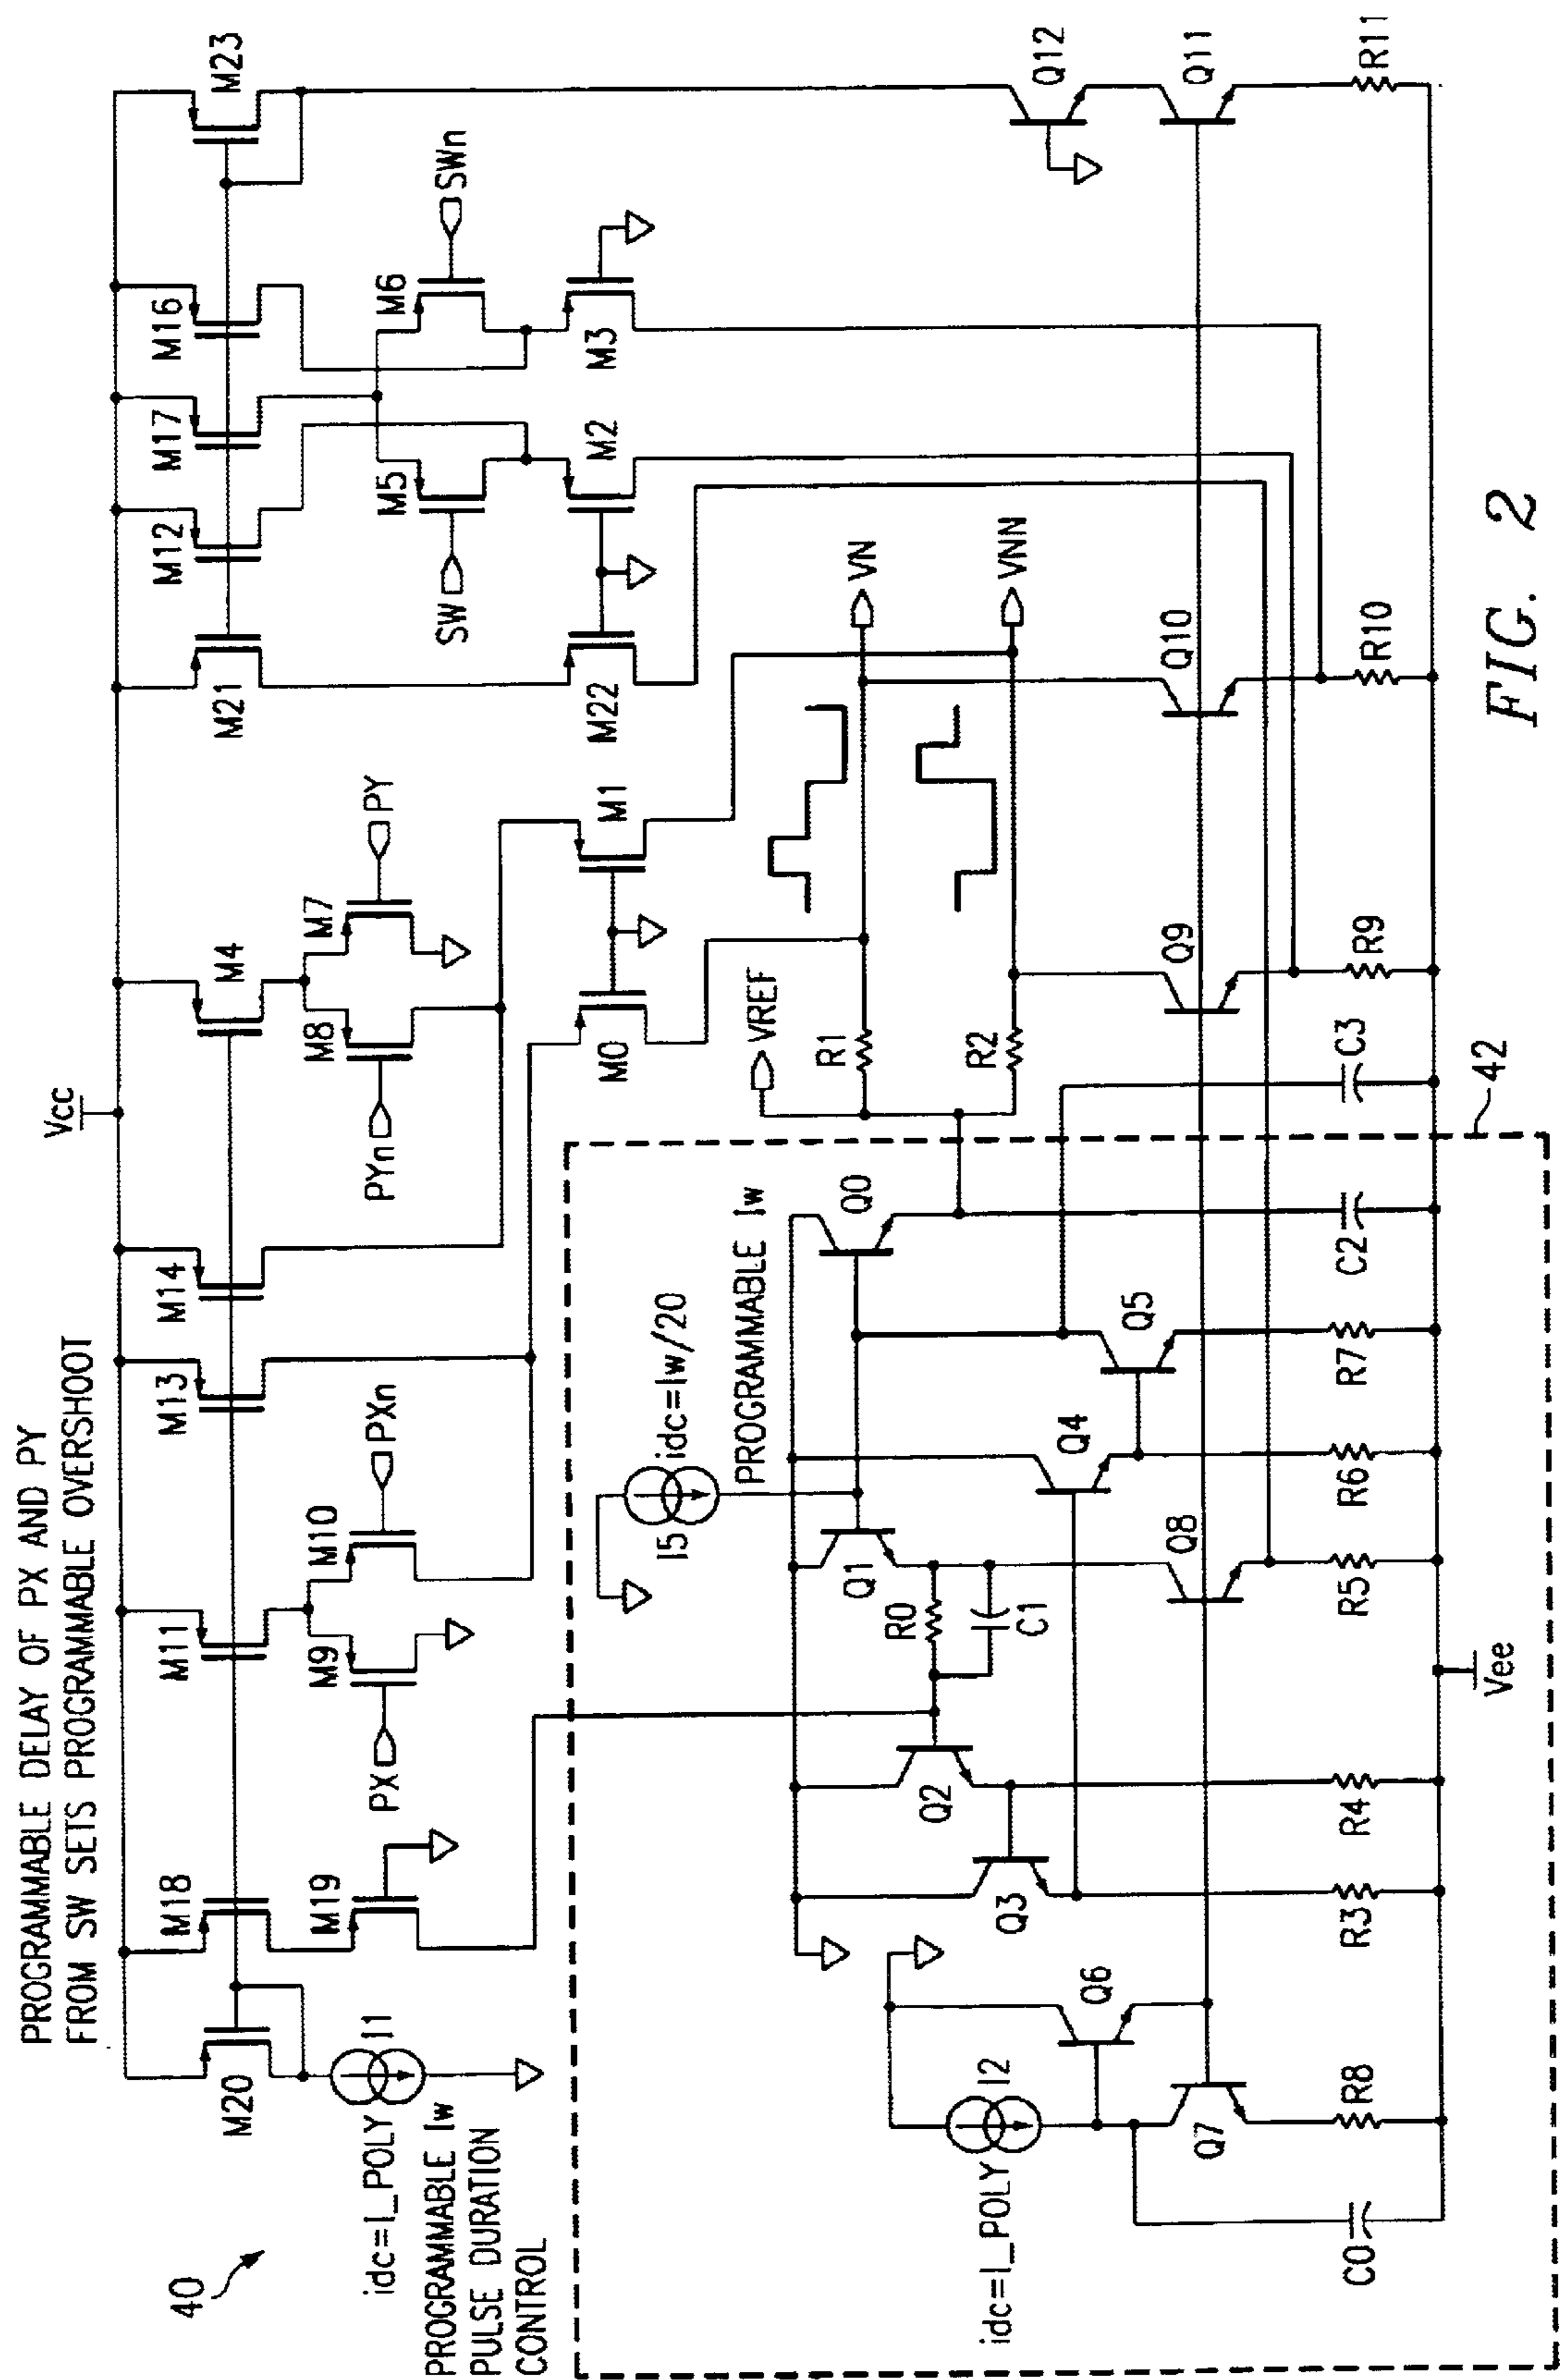 PROGRAMMABLE DELAY OF PX AND PY
FROM SW SETS PROGRAMMABLE OVERSHOOT
Vcc
40
M20
M18
M19
M11
M9
M10
PX
PXn
M13
M14
M4
M8
M7
PYn
PY
M0
M1
M21
M12
M17
M16
M23
SW
M5
M6
SWn
M22
M2
M3
I1
idc=I_POLY
PROGRAMMABLE Iw
PULSE DURATION
CONTROL
I5
idc=Iw/20
PROGRAMMABLE Iw
VREF
R1
R2
VN
VNN
Q1
Q0
R0
C1
Q2
Q3
Q4
Q5
I2
idc=I_POLY
Q6
Q7
Q8
Q9
Q10
Q12
Q11
C0
R8
R3
R4
R5
R6
R7
C2
C3
R9
R10
R11
Vee
42
FIG. 2